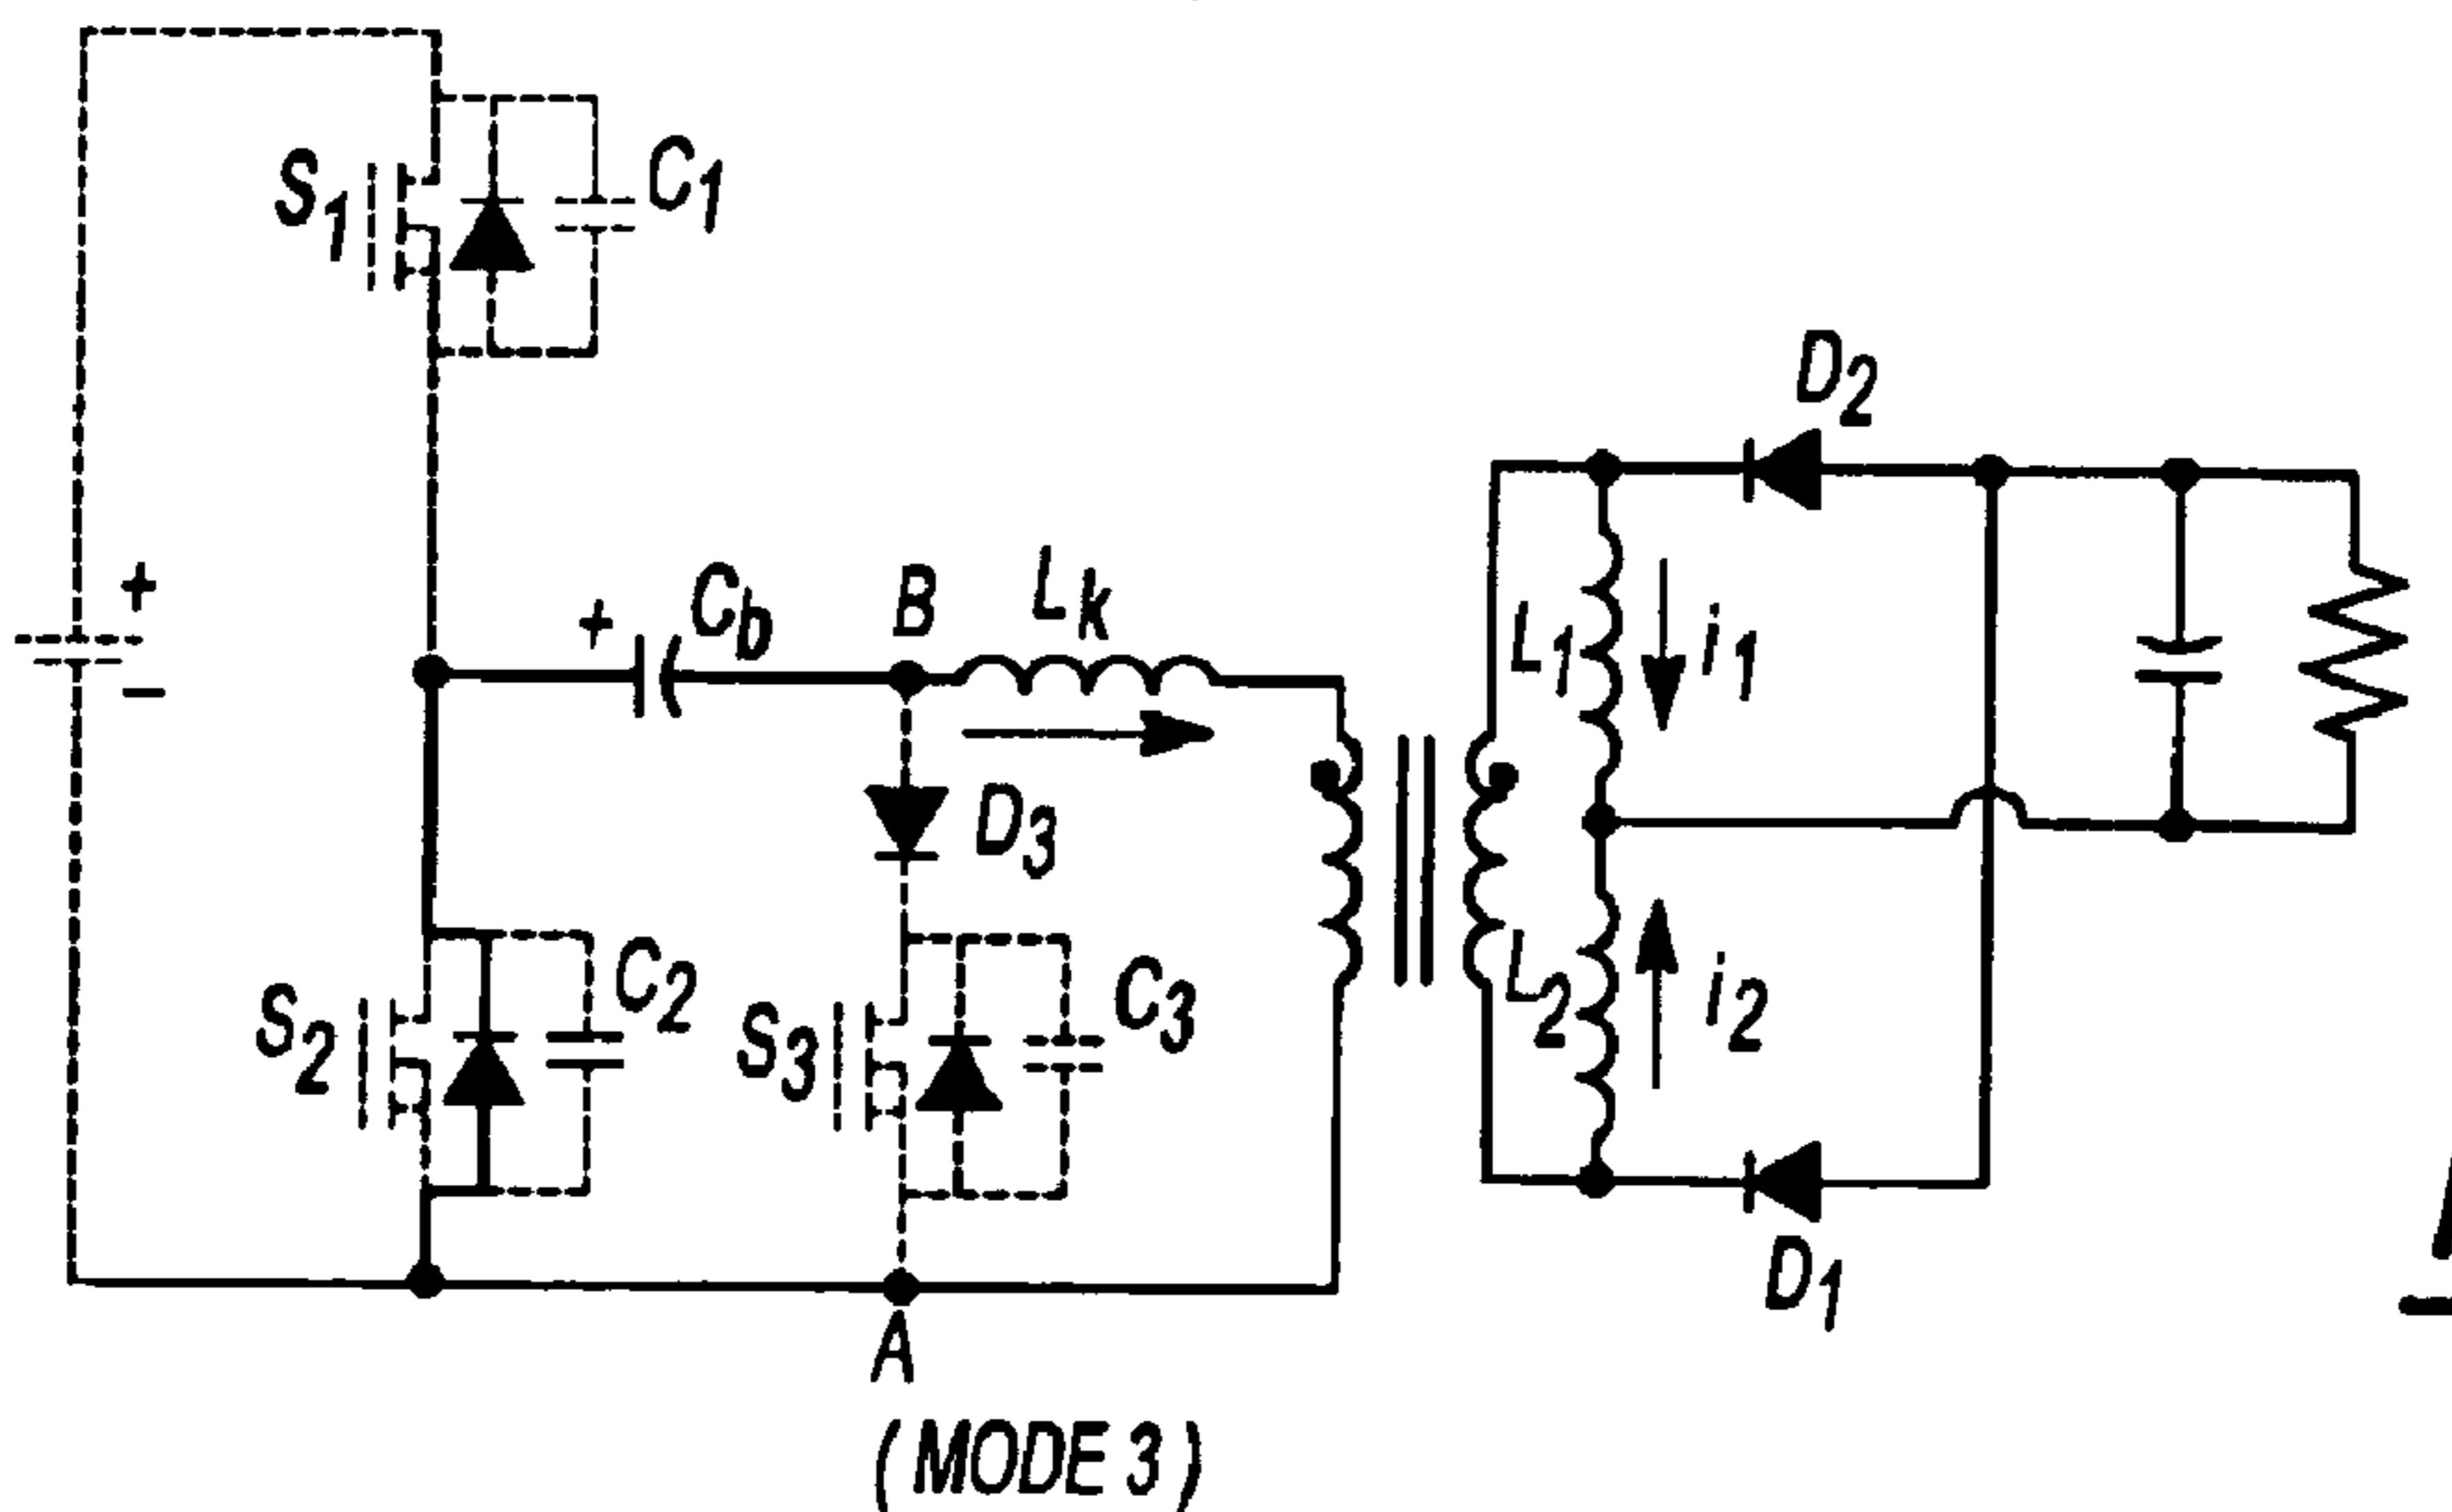 S1
C1
D2
+
−
+
Cb
B
Lk
L1
i1
D3
C2
S2
S3
C3
L2
i2
D1
A
(MODE 3)